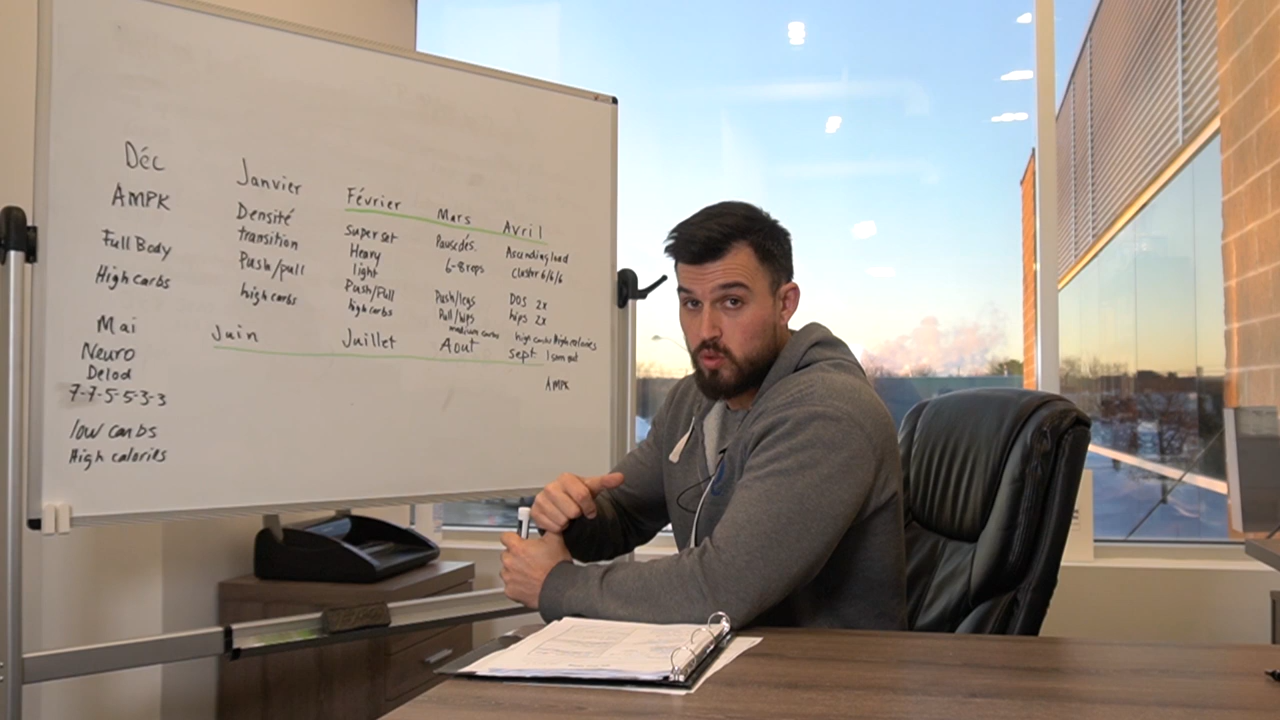 Déc
AMPK
Full Body
High carbs
Janvier
Densité
transition
Push/pull
high carbs
Février
super set
Heavy
light
Push/Pull
high carbs
Mars
6-8 reps
Push/legs
Pull/hips
medium carbs
Avril
Ascending load
cluster 6/6/6
DOS 2x
hips 2x
high carbs High calories
Mai
Neuro
Deload
7-7-5-5-3-3
low carbs
High calories
Juin
Juillet
Aout
Sept
AMPK